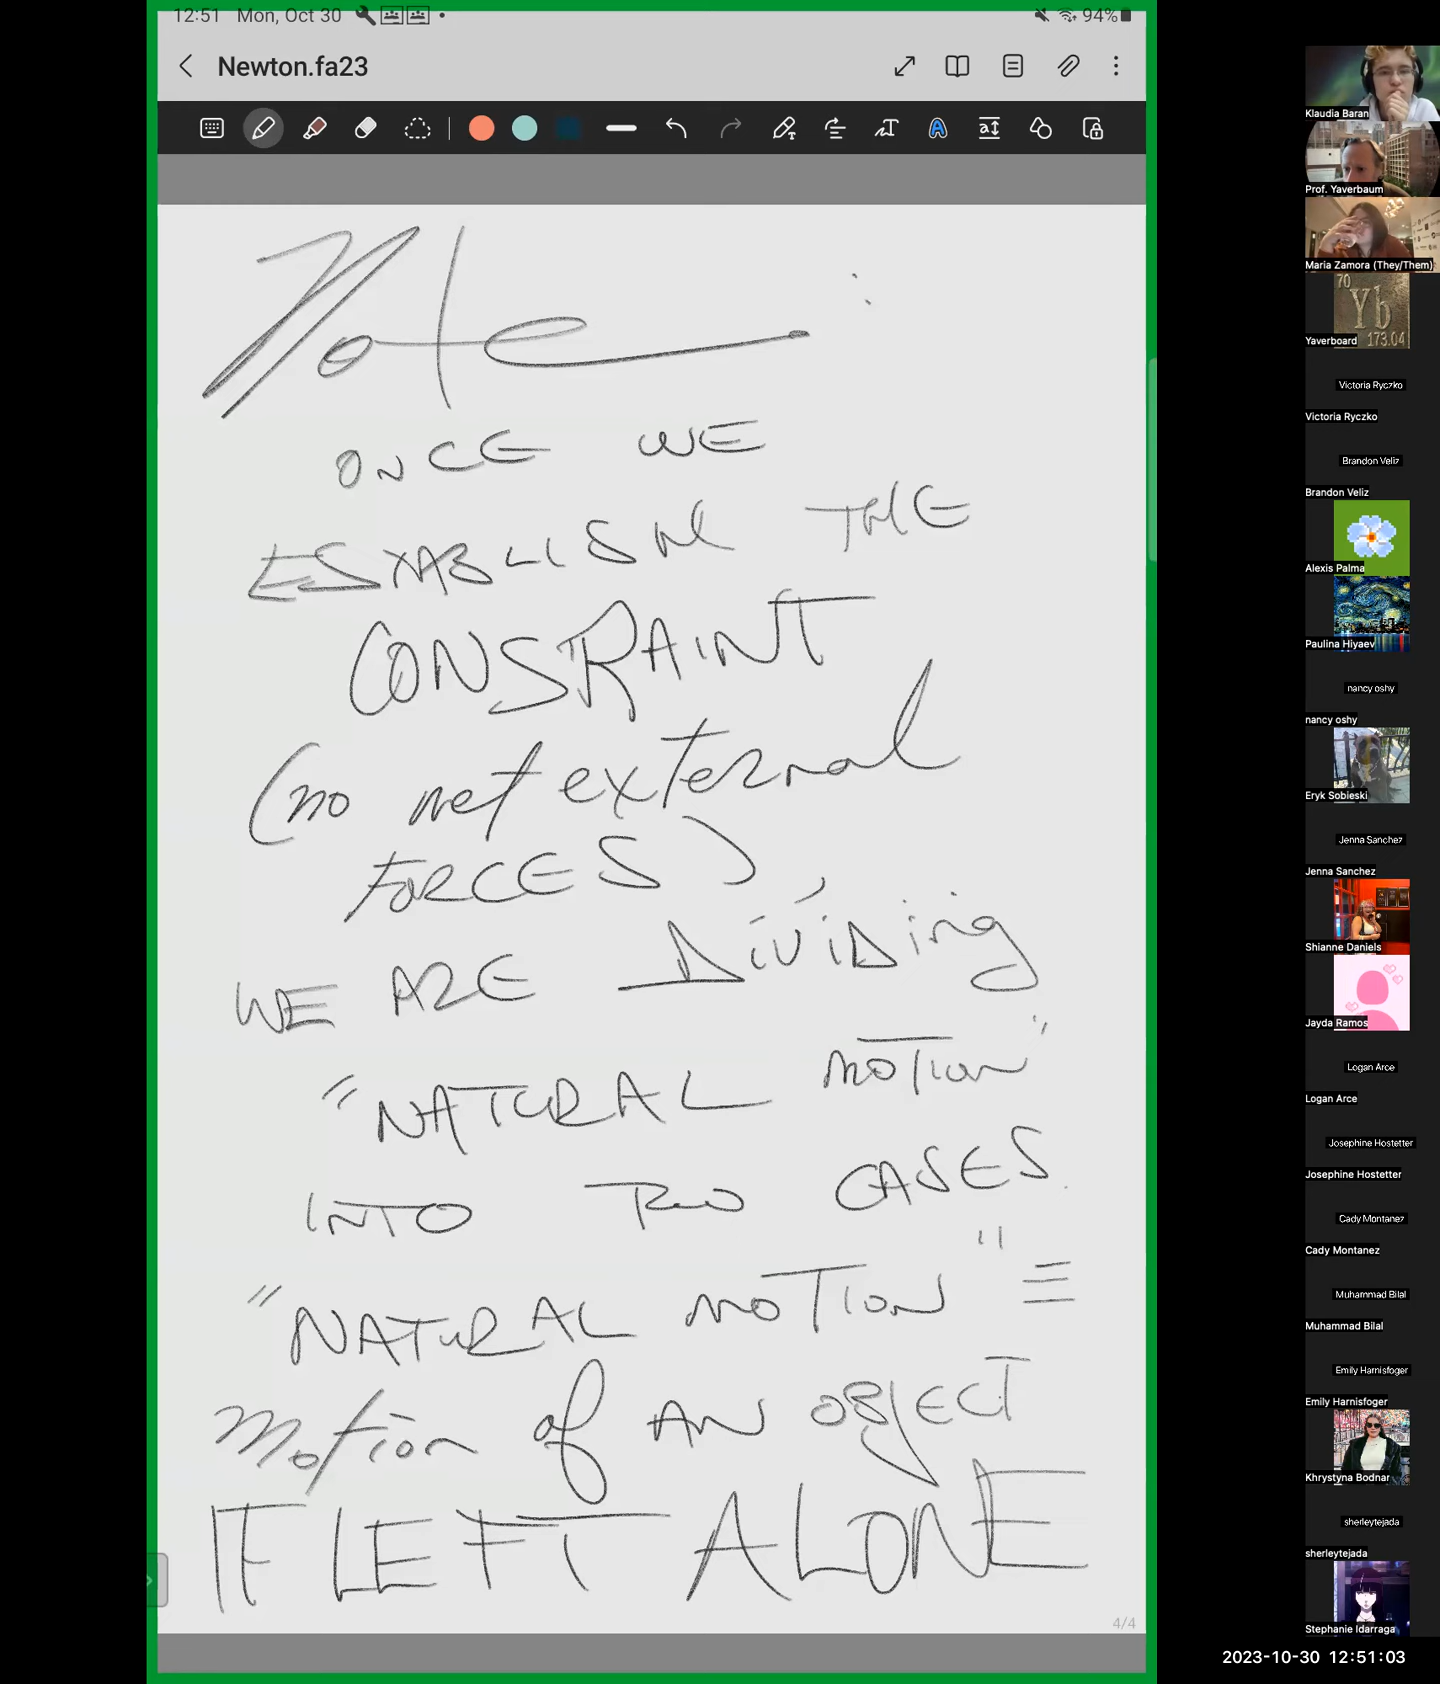 12:51 Mon, Oct 30
94%
Newton.fa23
Note :
ONCE WE
ESTABLISH THE
CONSRAINT
(no net external
FORCES),
WE ARE Dividing
"NATURAL MOTION"
INTO TWO CASES.
"NATURAL MOTION" ≡
Motion of AN OBJECT
IF LEFT ALONE
4/4
Klaudia Baran
Prof. Yaverbaum
Maria Zamora (They/Them)
70
Yb
173.04
Yaverboard
Victoria Ryczko
Victoria Ryczko
Brandon Veliz
Brandon Veliz
Alexis Palma
Paulina Hiyaev
nancy oshy
nancy oshy
Eryk Sobieski
Jenna Sanchez
Jenna Sanchez
Shianne Daniels
Jayda Ramos
Logan Arce
Logan Arce
Josephine Hostetter
Josephine Hostetter
Cady Montanez
Cady Montanez
Muhammad Bilal
Muhammad Bilal
Emily Harnisfoger
Emily Harnisfoger
Khrystyna Bodnar
sherleytejada
sherleytejada
Stephanie Idarraga
2023-10-30 12:51:03